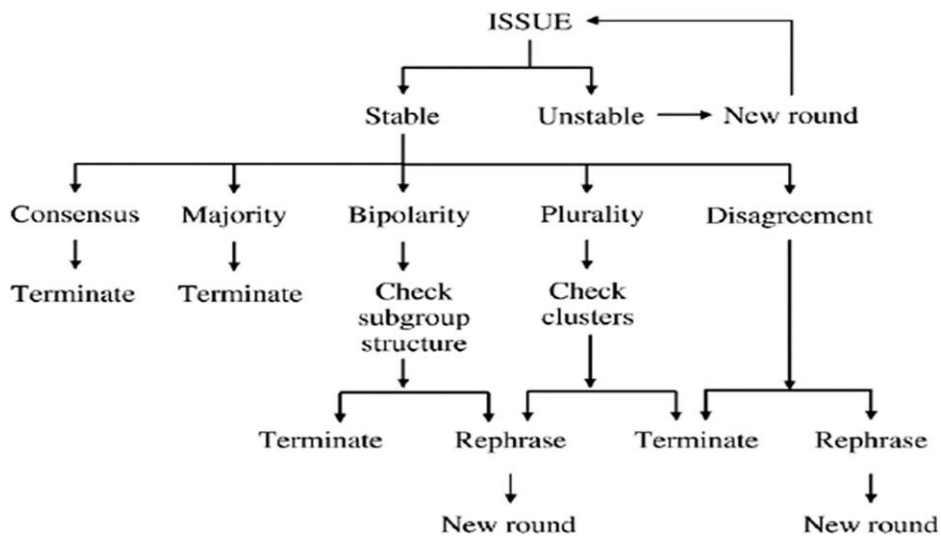 ISSUE
Stable Unstable New round
Consensus Majority Bipolarity Plurality Disagreement
Terminate Terminate Check Check
subgroup clusters
structure
Terminate Rephrase Terminate Rephrase
New round New round